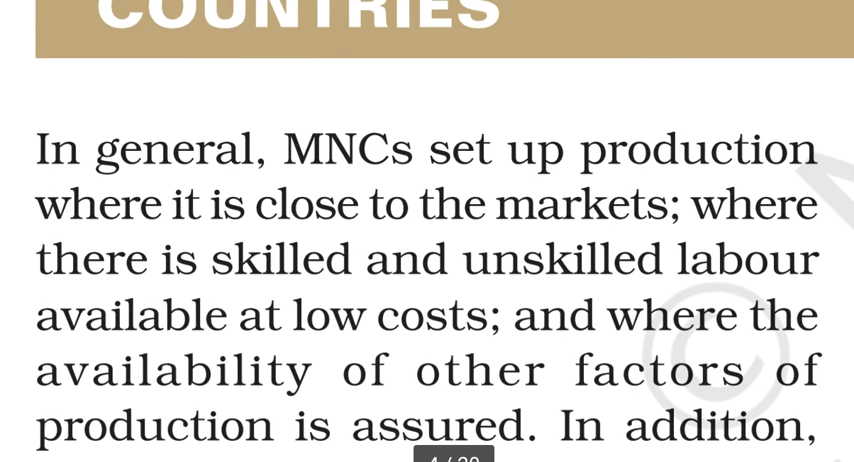 COUNTRIES
In general, MNCs set up production
where it is close to the markets; where
there is skilled and unskilled labour
available at low costs; and where the
availability of other factors of
production is assured. In addition,